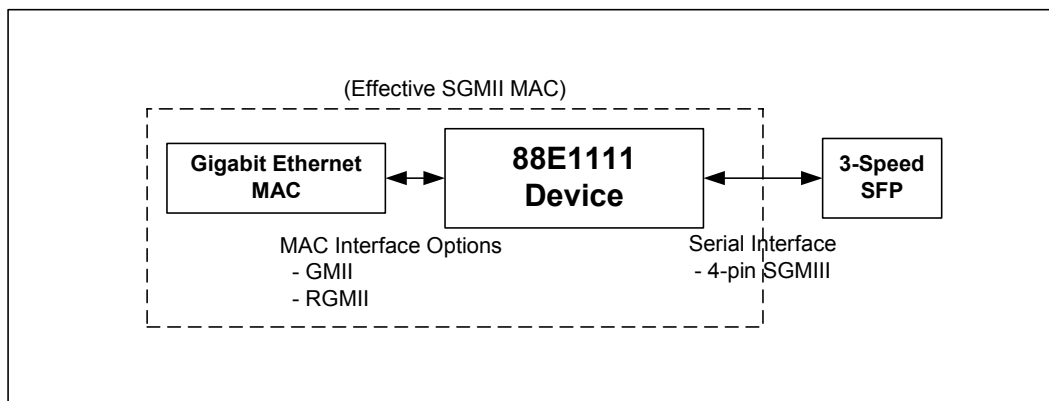 (Effective SGMII MAC)
Gigabit Ethernet
MAC
88E1111
Device
3-Speed
SFP
MAC Interface Options
- GMII
- RGMII
Serial Interface
- 4-pin SGMIII